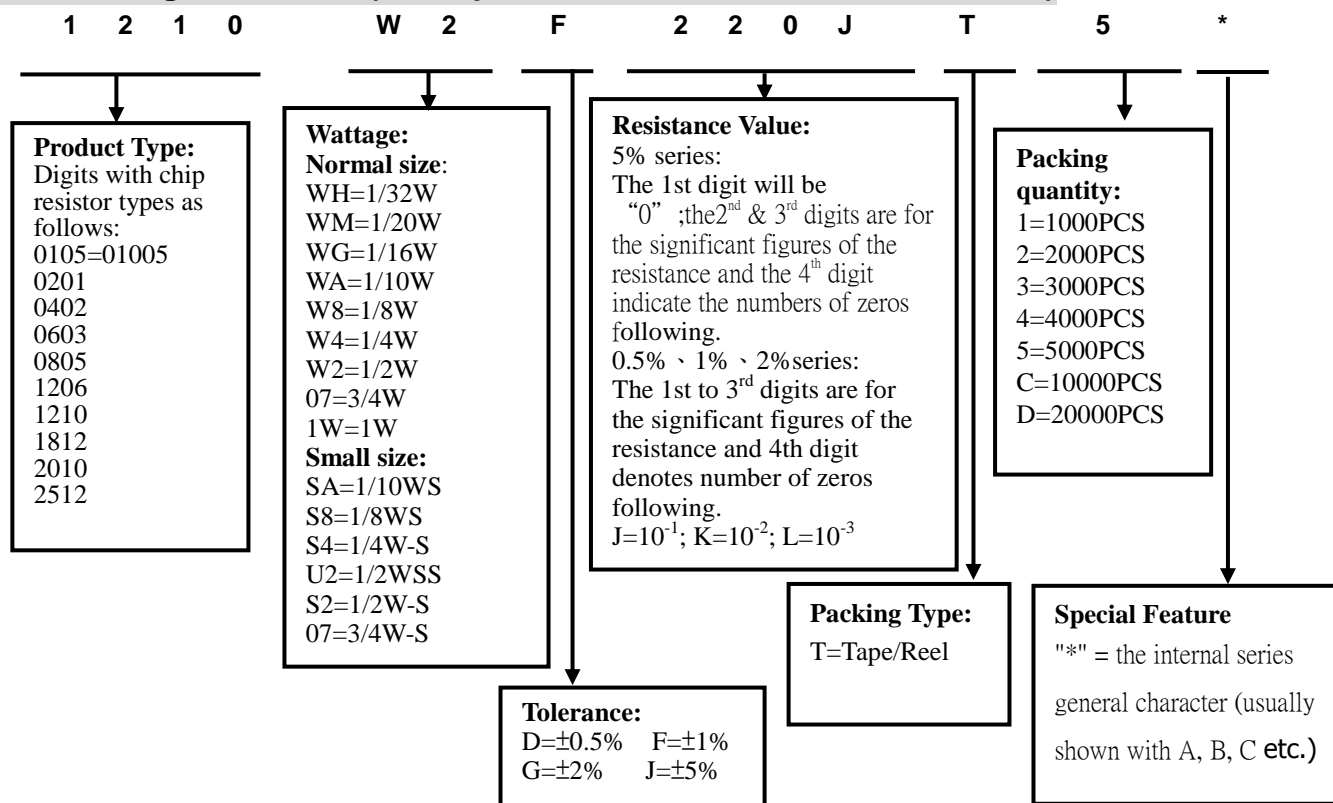 1 2 1 0 W 2 F 2 2 0 J T 5 *
Product Type:
Digits with chip
resistor types as
follows:
0105=01005
0201
0402
0603
0805
1206
1210
1812
2010
2512
Wattage:
Normal size:
WH=1/32W
WM=1/20W
WG=1/16W
WA=1/10W
W8=1/8W
W4=1/4W
W2=1/2W
07=3/4W
1W=1W
Small size:
SA=1/10WS
S8=1/8WS
S4=1/4W-S
U2=1/2WSS
S2=1/2W-S
07=3/4W-S
Tolerance:
D=±0.5% F=±1%
G=±2% J=±5%
Resistance Value:
5% series:
The 1st digit will be
“0” ;the2nd & 3rd digits are for
the significant figures of the
resistance and the 4th digit
indicate the numbers of zeros
following.
0.5%、1%、2%series:
The 1st to 3rd digits are for
the significant figures of the
resistance and 4th digit
denotes number of zeros
following.
J=10-1; K=10-2; L=10-3
Packing Type:
T=Tape/Reel
Packing
quantity:
1=1000PCS
2=2000PCS
3=3000PCS
4=4000PCS
5=5000PCS
C=10000PCS
D=20000PCS
Special Feature
"*" = the internal series
general character (usually
shown with A, B, C etc.)